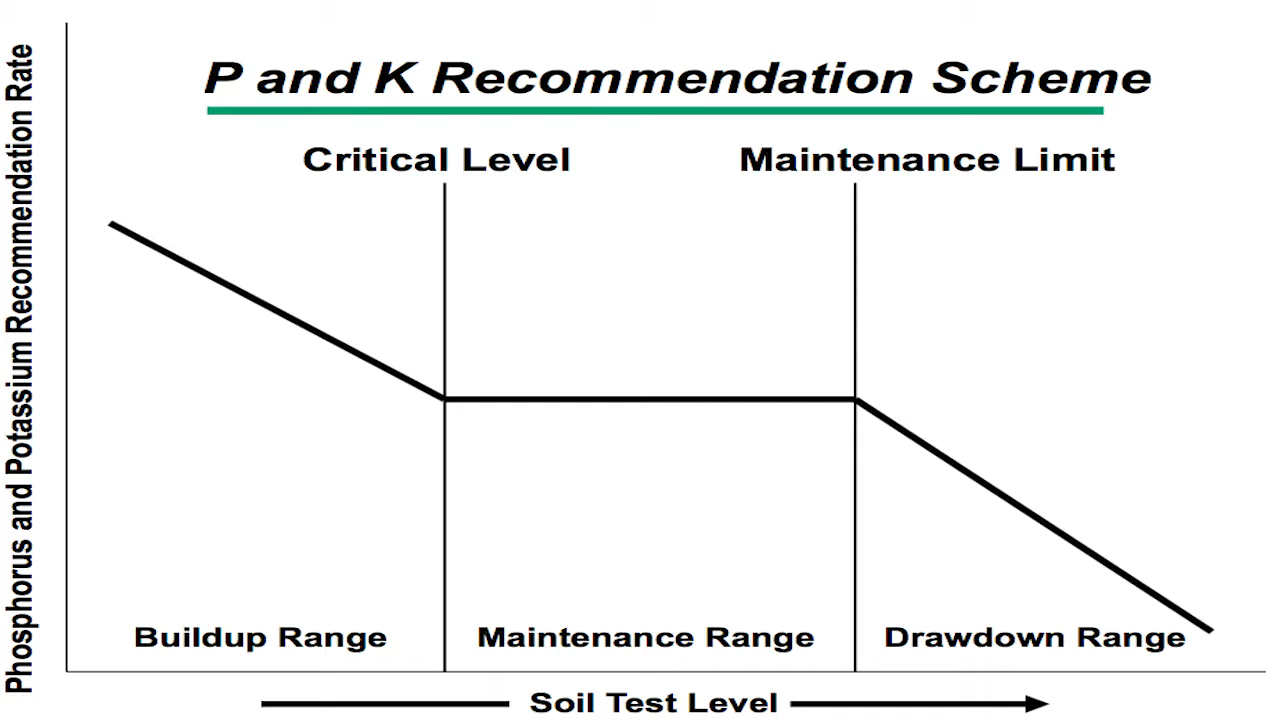 P and K Recommendation Scheme
Critical Level
Maintenance Limit
Phosphorus and Potassium Recommendation Rate
Buildup Range
Maintenance Range
Drawdown Range
Soil Test Level